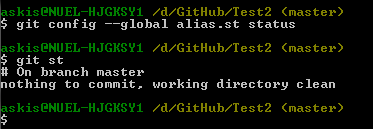 askis@NUEL-HJGKSY1 /d/GitHub/Test2 (master)
$ git config --global alias.st status
askis@NUEL-HJGKSY1 /d/GitHub/Test2 (master)
$ git st
# On branch master
nothing to commit, working directory clean
askis@NUEL-HJGKSY1 /d/GitHub/Test2 (master)
$